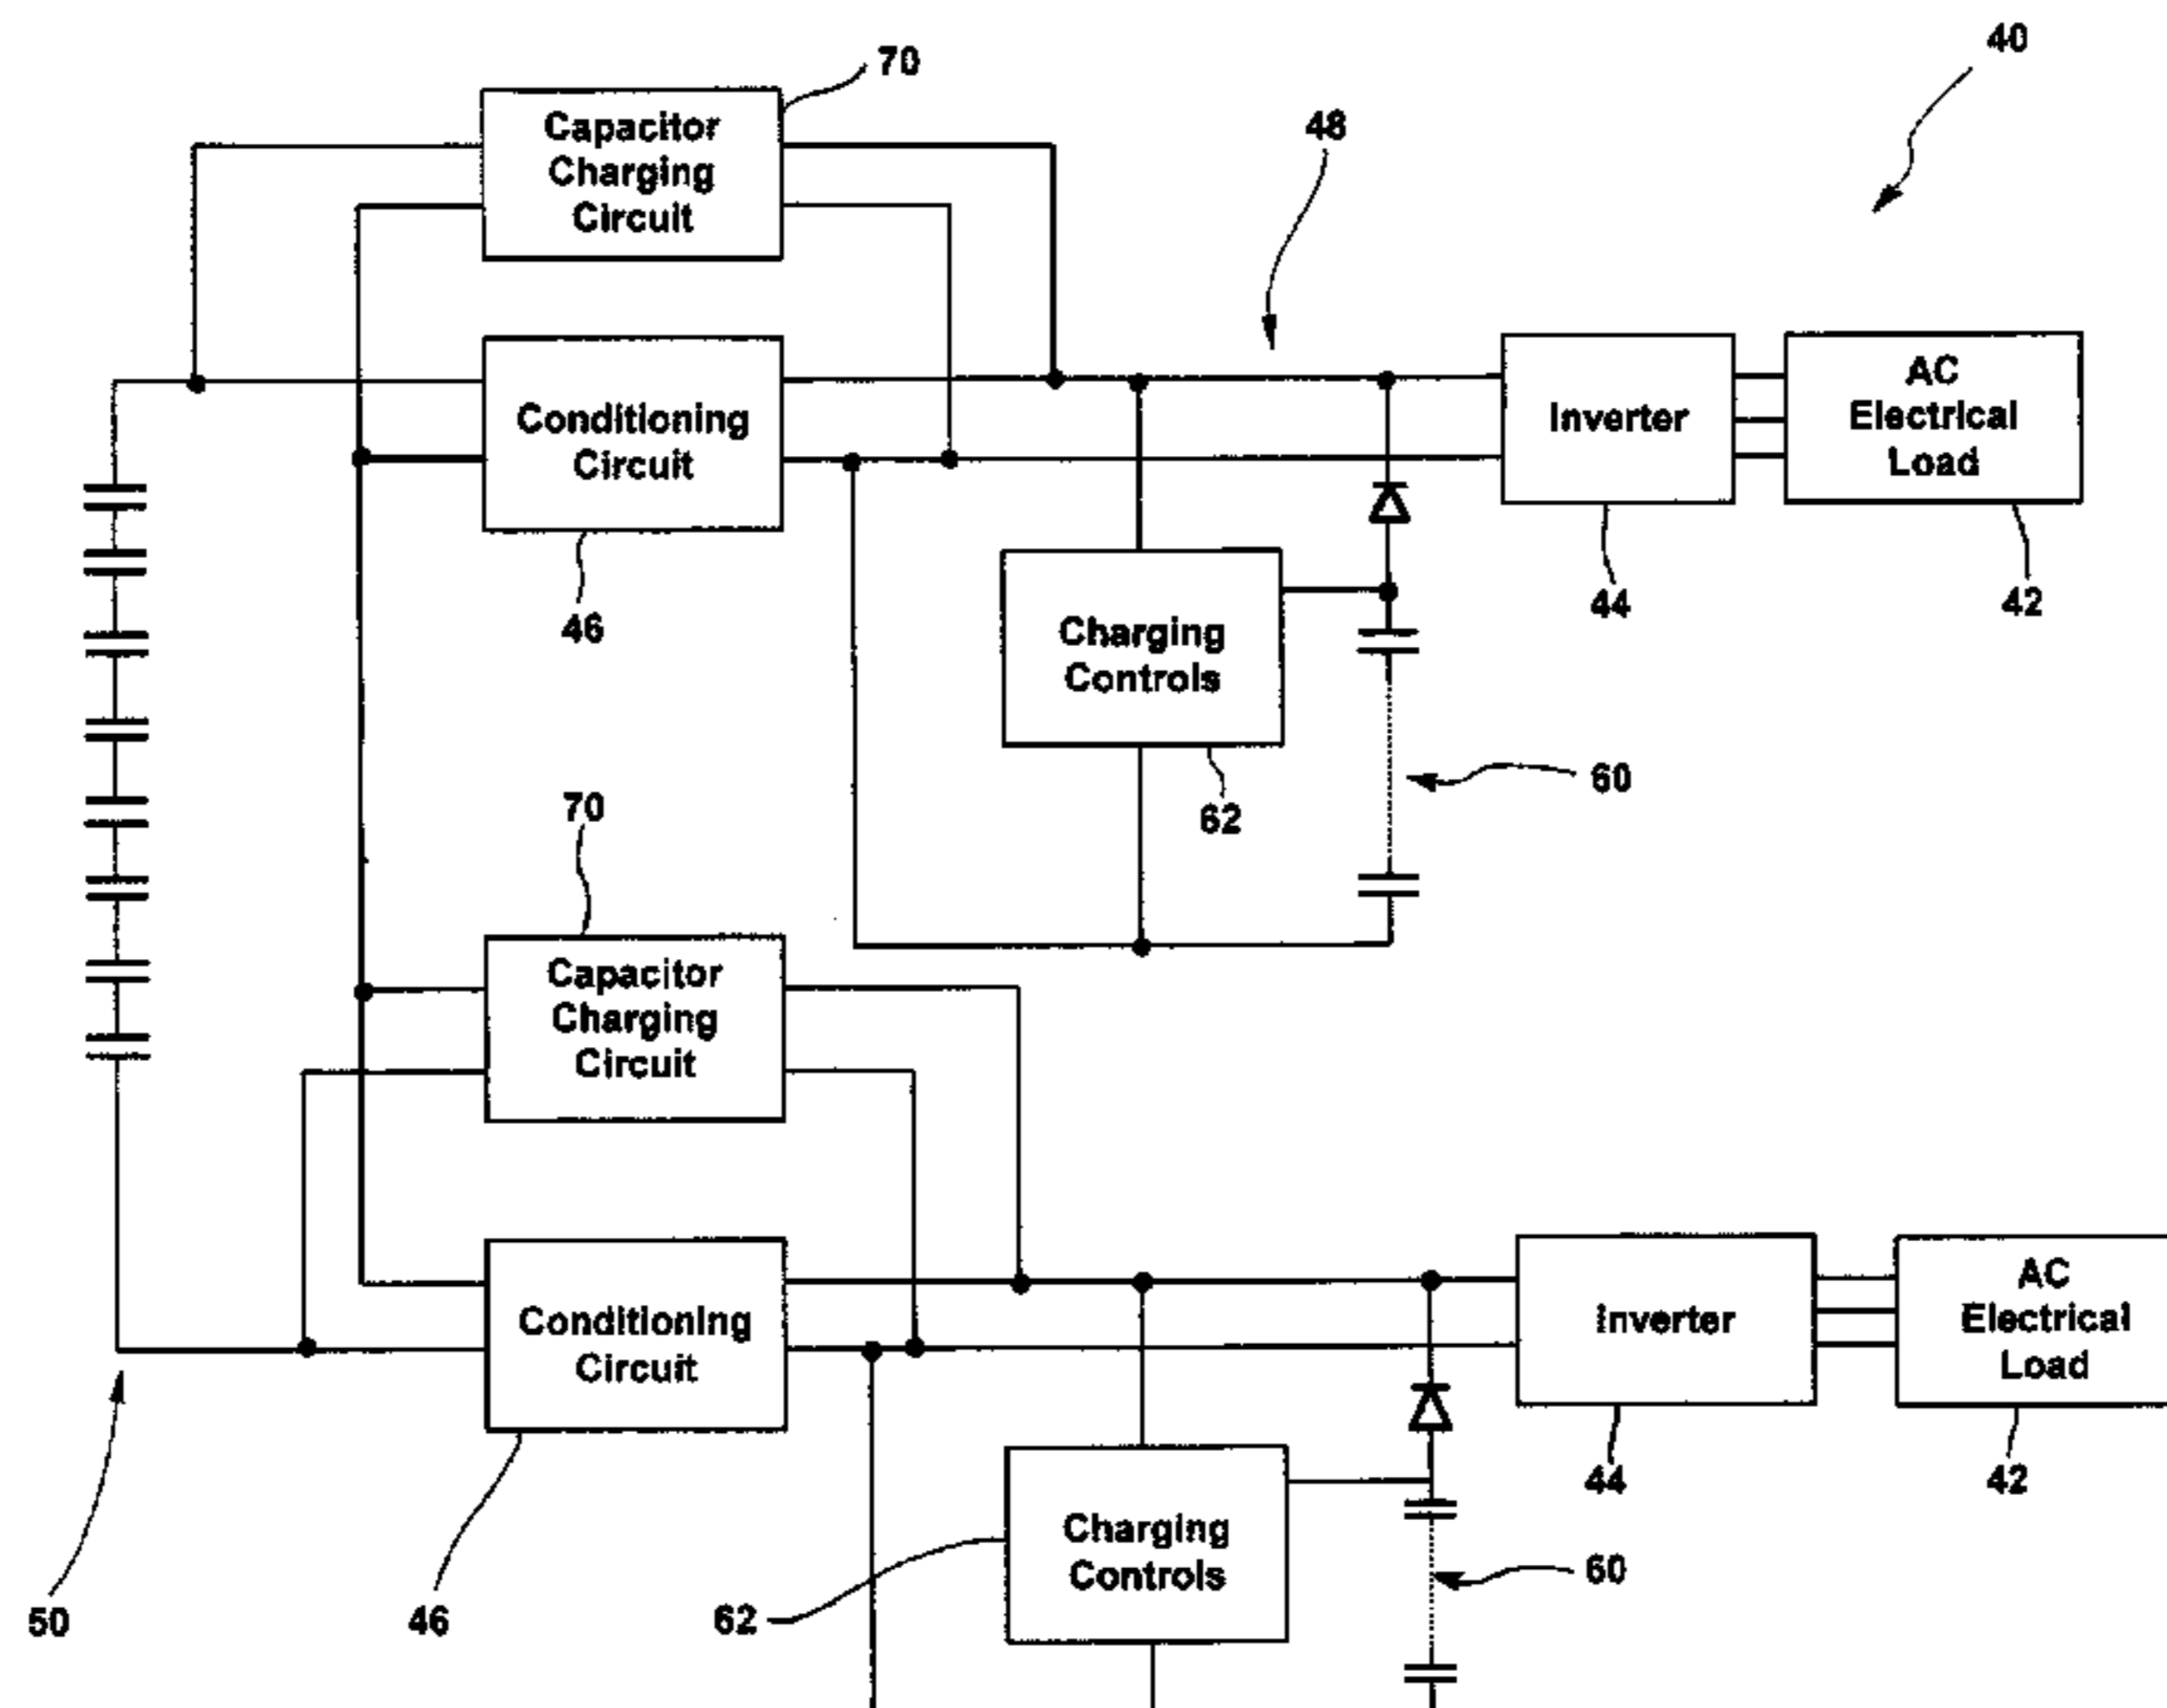 40
70
48
Capacitor
Charging
Circuit
Conditioning
Circuit
Inverter
AC
Electrical
Load
46
44
42
Charging
Controls
60
62
70
Capacitor
Charging
Circuit
Conditioning
Circuit
Inverter
AC
Electrical
Load
44
42
Charging
Controls
60
50
46
62